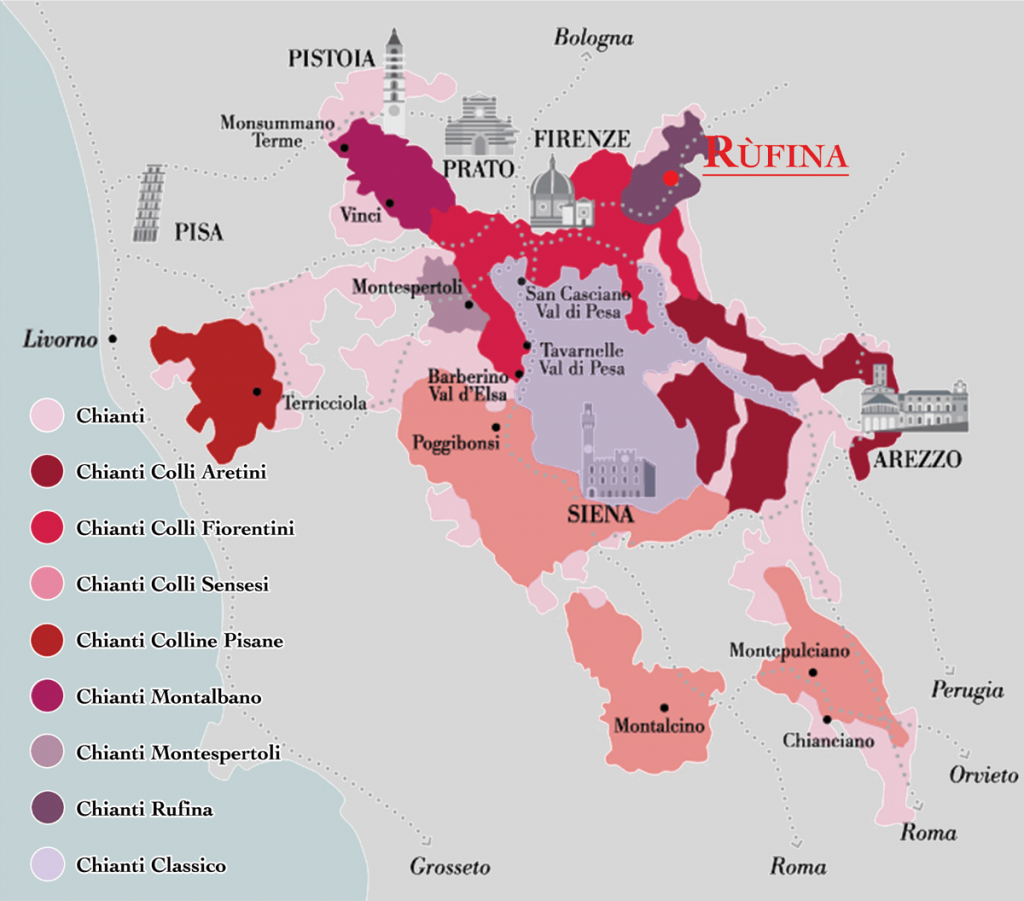 Bologna
PISTOIA
Monsummano
Terme
FIRENZE
PRATO
RÙFINA
Vinci
PISA
Montespertoli
San Casciano
Val di Pesa
Livorno
Tavarnelle
Val di Pesa
Barberino
Val d'Elsa
Terricciola
Poggibonsi
AREZZO
SIENA
Montepulciano
Perugia
Montalcino
Chianciano
Orvieto
Roma
Grosseto
Roma
Chianti
Chianti Colli Aretini
Chianti Colli Fiorentini
Chianti Colli Sensesi
Chianti Colline Pisane
Chianti Montalbano
Chianti Montespertoli
Chianti Rufina
Chianti Classico